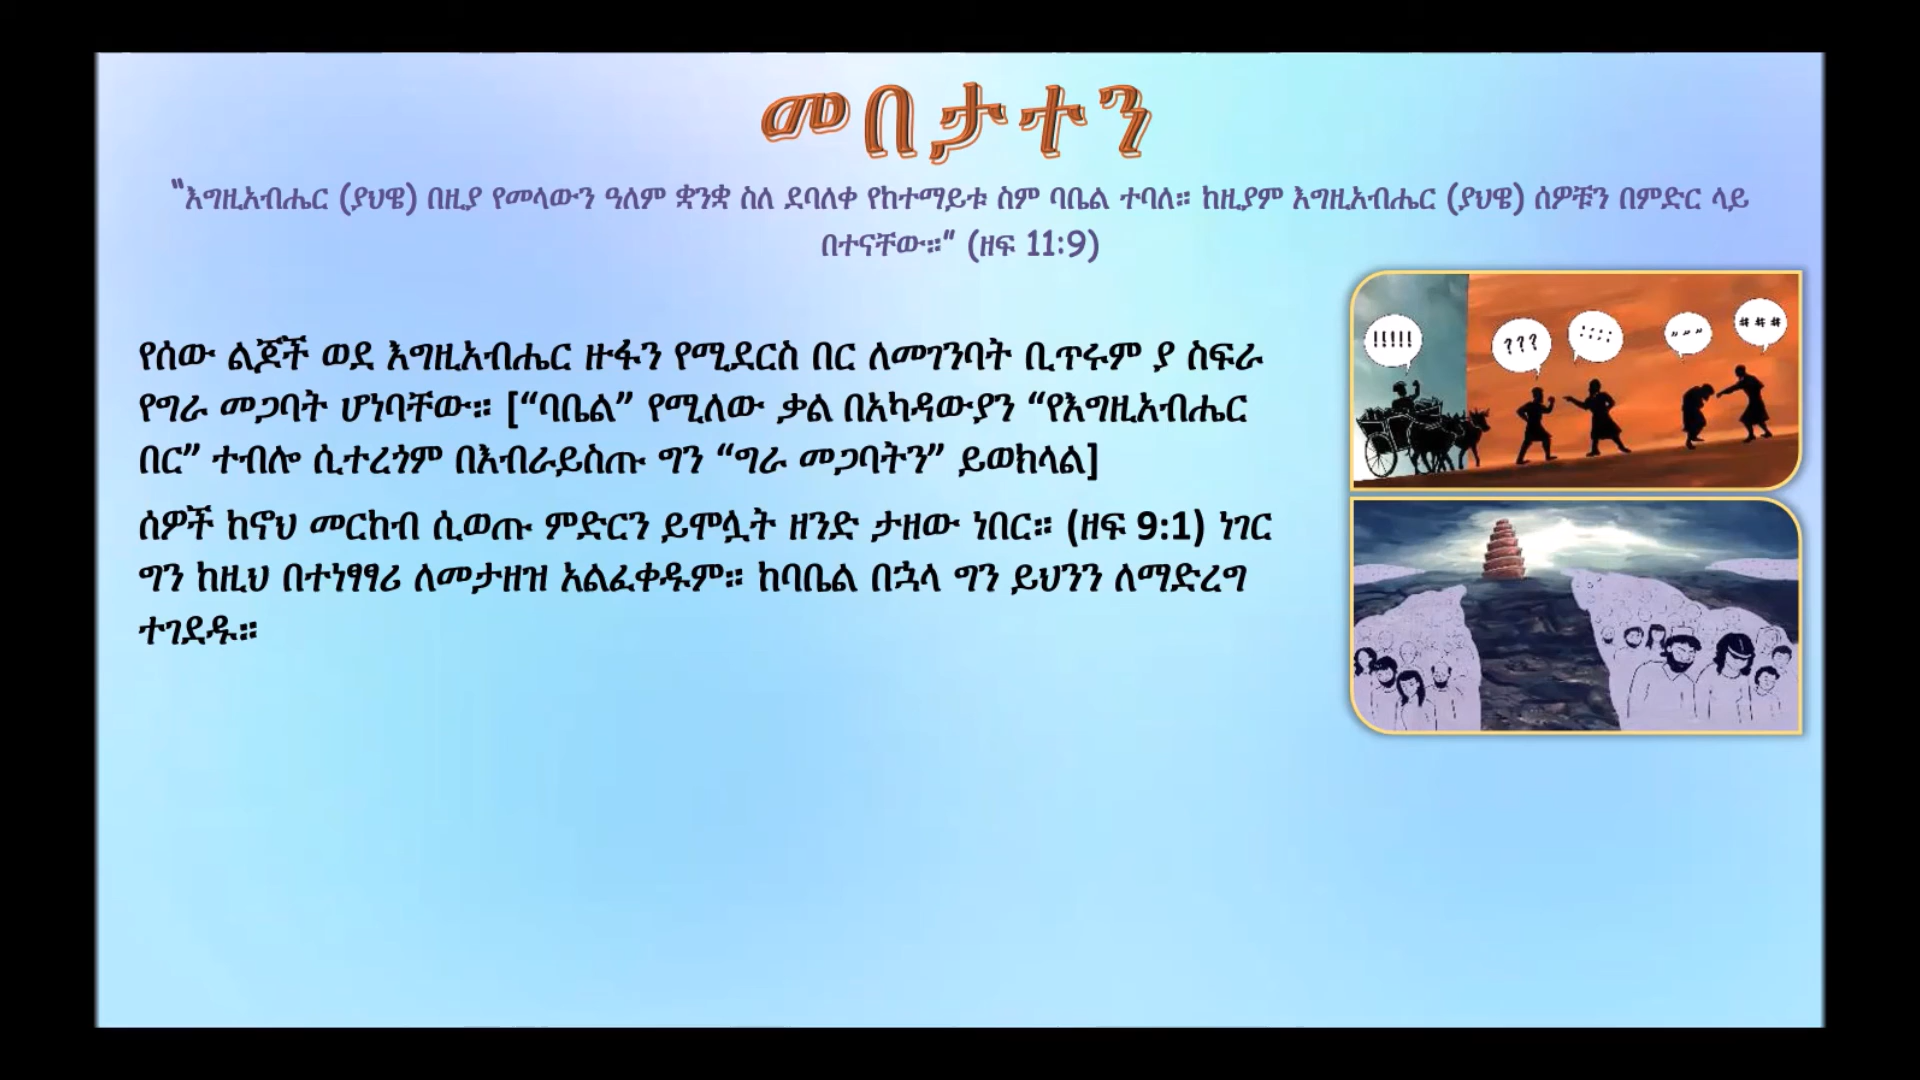 መበታተን
"እግዚአብሔር (ያህዌ) በዚያ የመላውን ዓለም ቋንቋ ስለ ደባለቀ የከተማይቱ ስም ባቤል ተባለ። ከዚያም እግዚአብሔር (ያህዌ) ሰዎቹን በምድር ላይ
በተናቸው።" (ዘፍ 11:9)
!!!!!
???
::::
” ” ”
# # #
የሰው ልጆች ወደ እግዚአብሔር ዙፋን የሚደርስ በር ለመገንባት ቢጥሩም ያ ስፍራ
የግራ መጋባት ሆነባቸው። [“ባቤል” የሚለው ቃል በአካዳውያን “የእግዚአብሔር
በር” ተብሎ ሲተረጎም በእብራይስጡ ግን “ግራ መጋባትን” ይወክላል]
ሰዎች ከኖህ መርከብ ሲወጡ ምድርን ይሞሏት ዘንድ ታዘው ነበር። (ዘፍ 9:1) ነገር
ግን ከዚህ በተነፃፃሪ ለመታዘዝ አልፈቀዱም። ከባቤል በኋላ ግን ይህንን ለማድረግ
ተገደዱ።